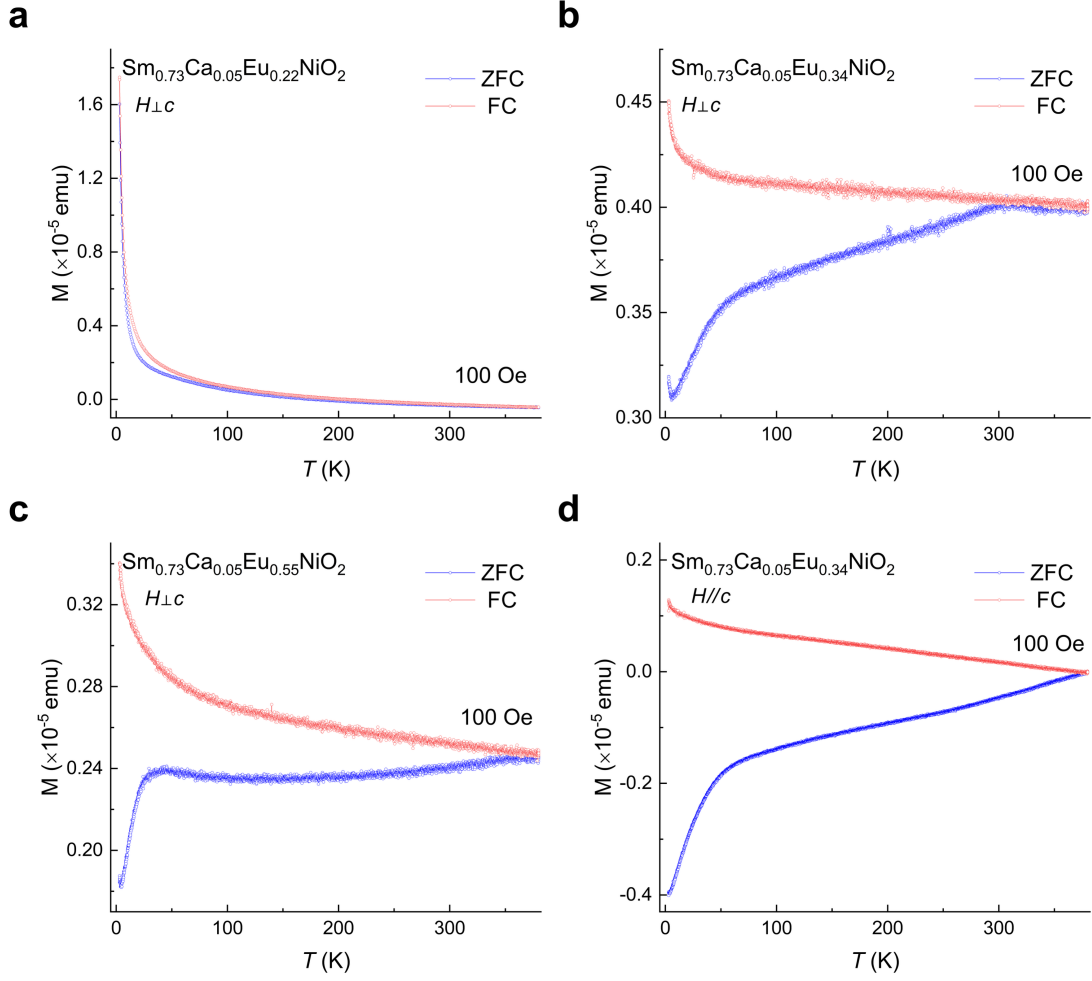 a
Sm0.73Ca0.05Eu0.22NiO2
H⊥c
ZFC
FC
100 Oe
1.6
1.2
0.8
0.4
0.0
M (×10-5 emu)
0
100
200
300
T (K)
b
Sm0.73Ca0.05Eu0.34NiO2
H⊥c
ZFC
FC
100 Oe
0.45
0.40
0.35
0.30
M (×10-5 emu)
0
100
200
300
T (K)
c
Sm0.73Ca0.05Eu0.55NiO2
H⊥c
ZFC
FC
100 Oe
0.32
0.28
0.24
0.20
M (×10-5 emu)
0
100
200
300
T (K)
d
Sm0.73Ca0.05Eu0.34NiO2
H//c
ZFC
FC
100 Oe
0.2
0.0
-0.2
-0.4
M (×10-5 emu)
0
100
200
300
T (K)